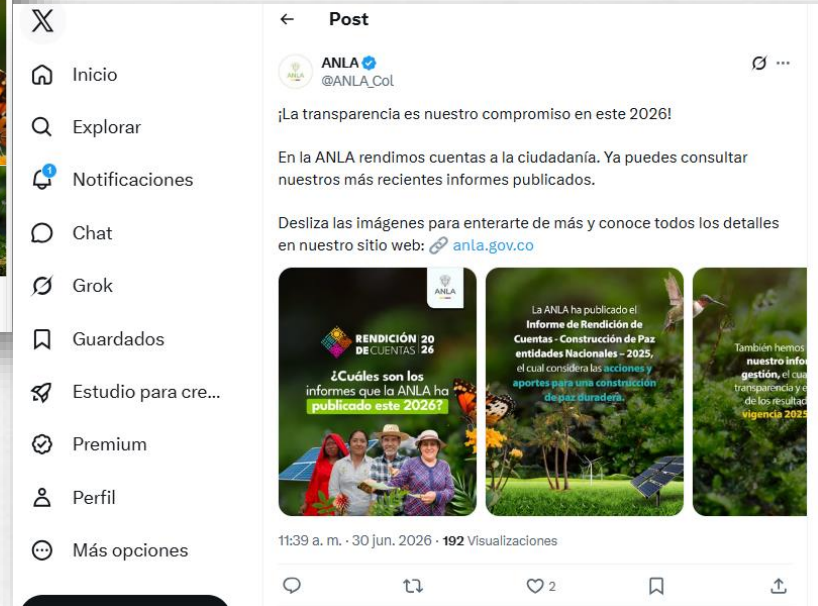 Post
Inicio
Explorar
1
Notificaciones
Chat
Grok
Guardados
Estudio para cre...
Premium
Perfil
Más opciones
ANLA
@ANLA_Col
¡La transparencia es nuestro compromiso en este 2026!
En la ANLA rendimos cuentas a la ciudadanía. Ya puedes consultar
nuestros más recientes informes publicados.
Desliza las imágenes para enterarte de más y conoce todos los detalles
en nuestro sitio web: 🔗 anla.gov.co
ANLA
RENDICIÓN 20
DE CUENTAS 26
¿Cuáles son los
informes que la ANLA ha
publicado este 2026?
La ANLA ha publicado el
Informe de Rendición de
Cuentas - Construcción de Paz
entidades Nacionales – 2025,
el cual considera las acciones y
aportes para una construcción
de paz duradera.
También hemos
nuestro info
gestión, el cua
transparencia y e
de los resultad
vigencia 2025
11:39 a. m. · 30 jun. 2026 · 192 Visualizaciones
2